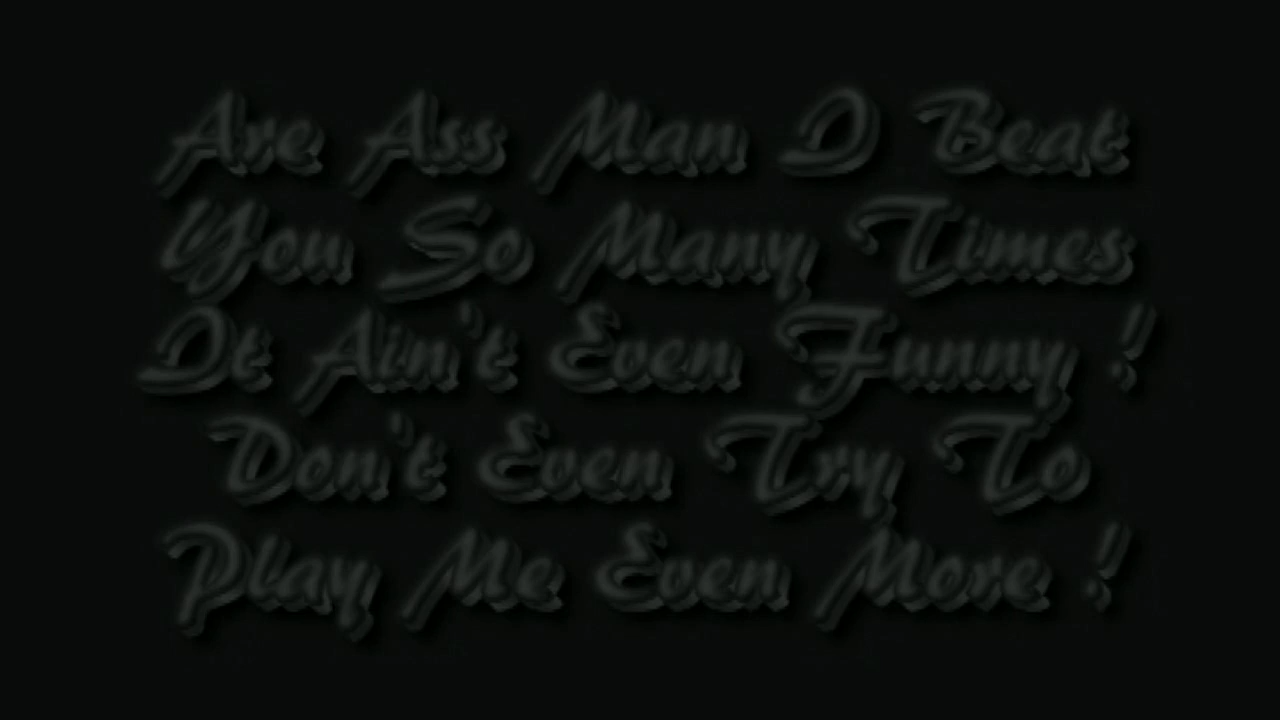 Are Ass Man I Beat
You So Many Times
It Ain't Even Funny !
Don't Even Try To
Play Me Even More !